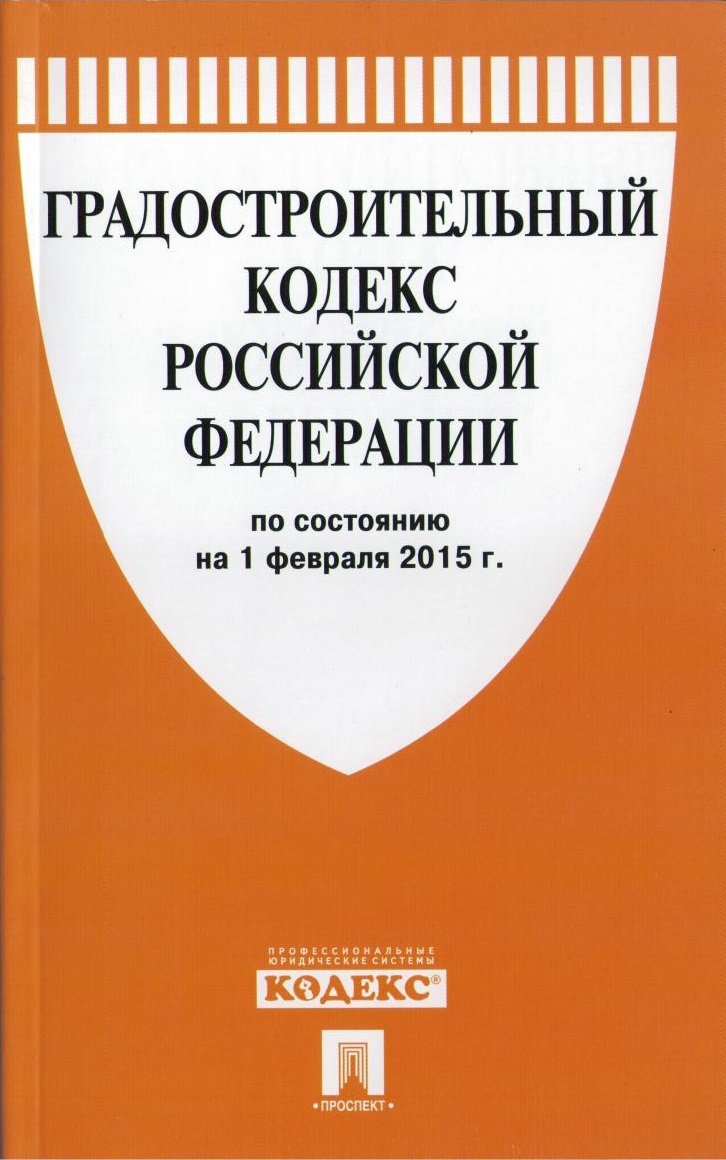 ГРАДОСТРОИТЕЛЬНЫЙ
КОДЕКС
РОССИЙСКОЙ
ФЕДЕРАЦИИ
по состоянию
на 1 февраля 2015 г.
ПРОФЕССИОНАЛЬНЫЕ
ЮРИДИЧЕСКИЕ СИСТЕМЫ
КОДЕКС®
• ПРОСПЕКТ •